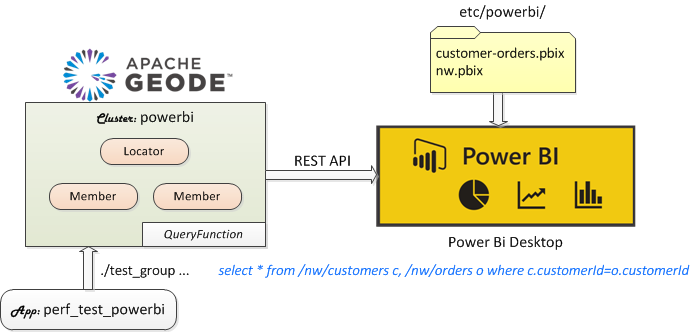 etc/powerbi/
customer-orders.pbix
nw.pbix
APACHE
GEODE™
Cluster: powerbi
Locator
Member
Member
QueryFunction
REST API
Power BI
Power Bi Desktop
./test_group ...
select * from /nw/customers c, /nw/orders o where c.customerId=o.customerId
App: perf_test_powerbi